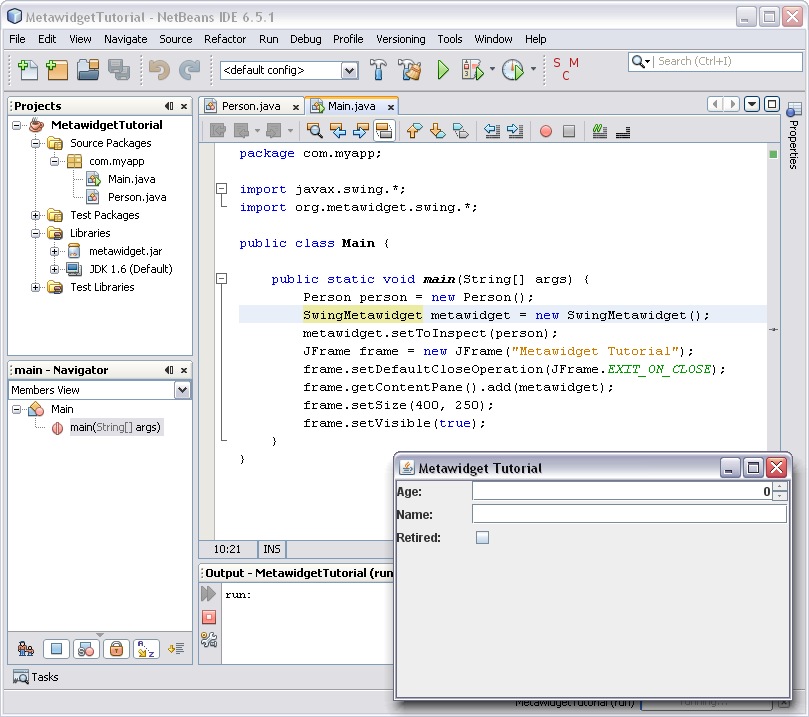 MetawidgetTutorial - NetBeans IDE 6.5.1
File Edit View Navigate Source Refactor Run Debug Profile Versioning Tools Window Help
<default config>
S M
C
Search (Ctrl+I)
Projects
MetawidgetTutorial
Source Packages
com.myapp
Main.java
Person.java
Test Packages
Libraries
metawidget.jar
JDK 1.6 (Default)
Test Libraries
main - Navigator
Members View
Main
main(String[] args)
Tasks
Person.java Main.java
package com.myapp;
import javax.swing.*;
import org.metawidget.swing.*;
public class Main {
public static void main(String[] args) {
Person person = new Person();
SwingMetawidget metawidget = new SwingMetawidget();
metawidget.setToInspect(person);
JFrame frame = new JFrame("Metawidget Tutorial");
frame.setDefaultCloseOperation(JFrame.EXIT_ON_CLOSE);
frame.getContentPane().add(metawidget);
frame.setSize(400, 250);
frame.setVisible(true);
}
}
10:21 INS
Output - MetawidgetTutorial (run
run:
Properties
Metawidget Tutorial
Age: 0
Name:
Retired:
MetawidgetTutorial (run) running...